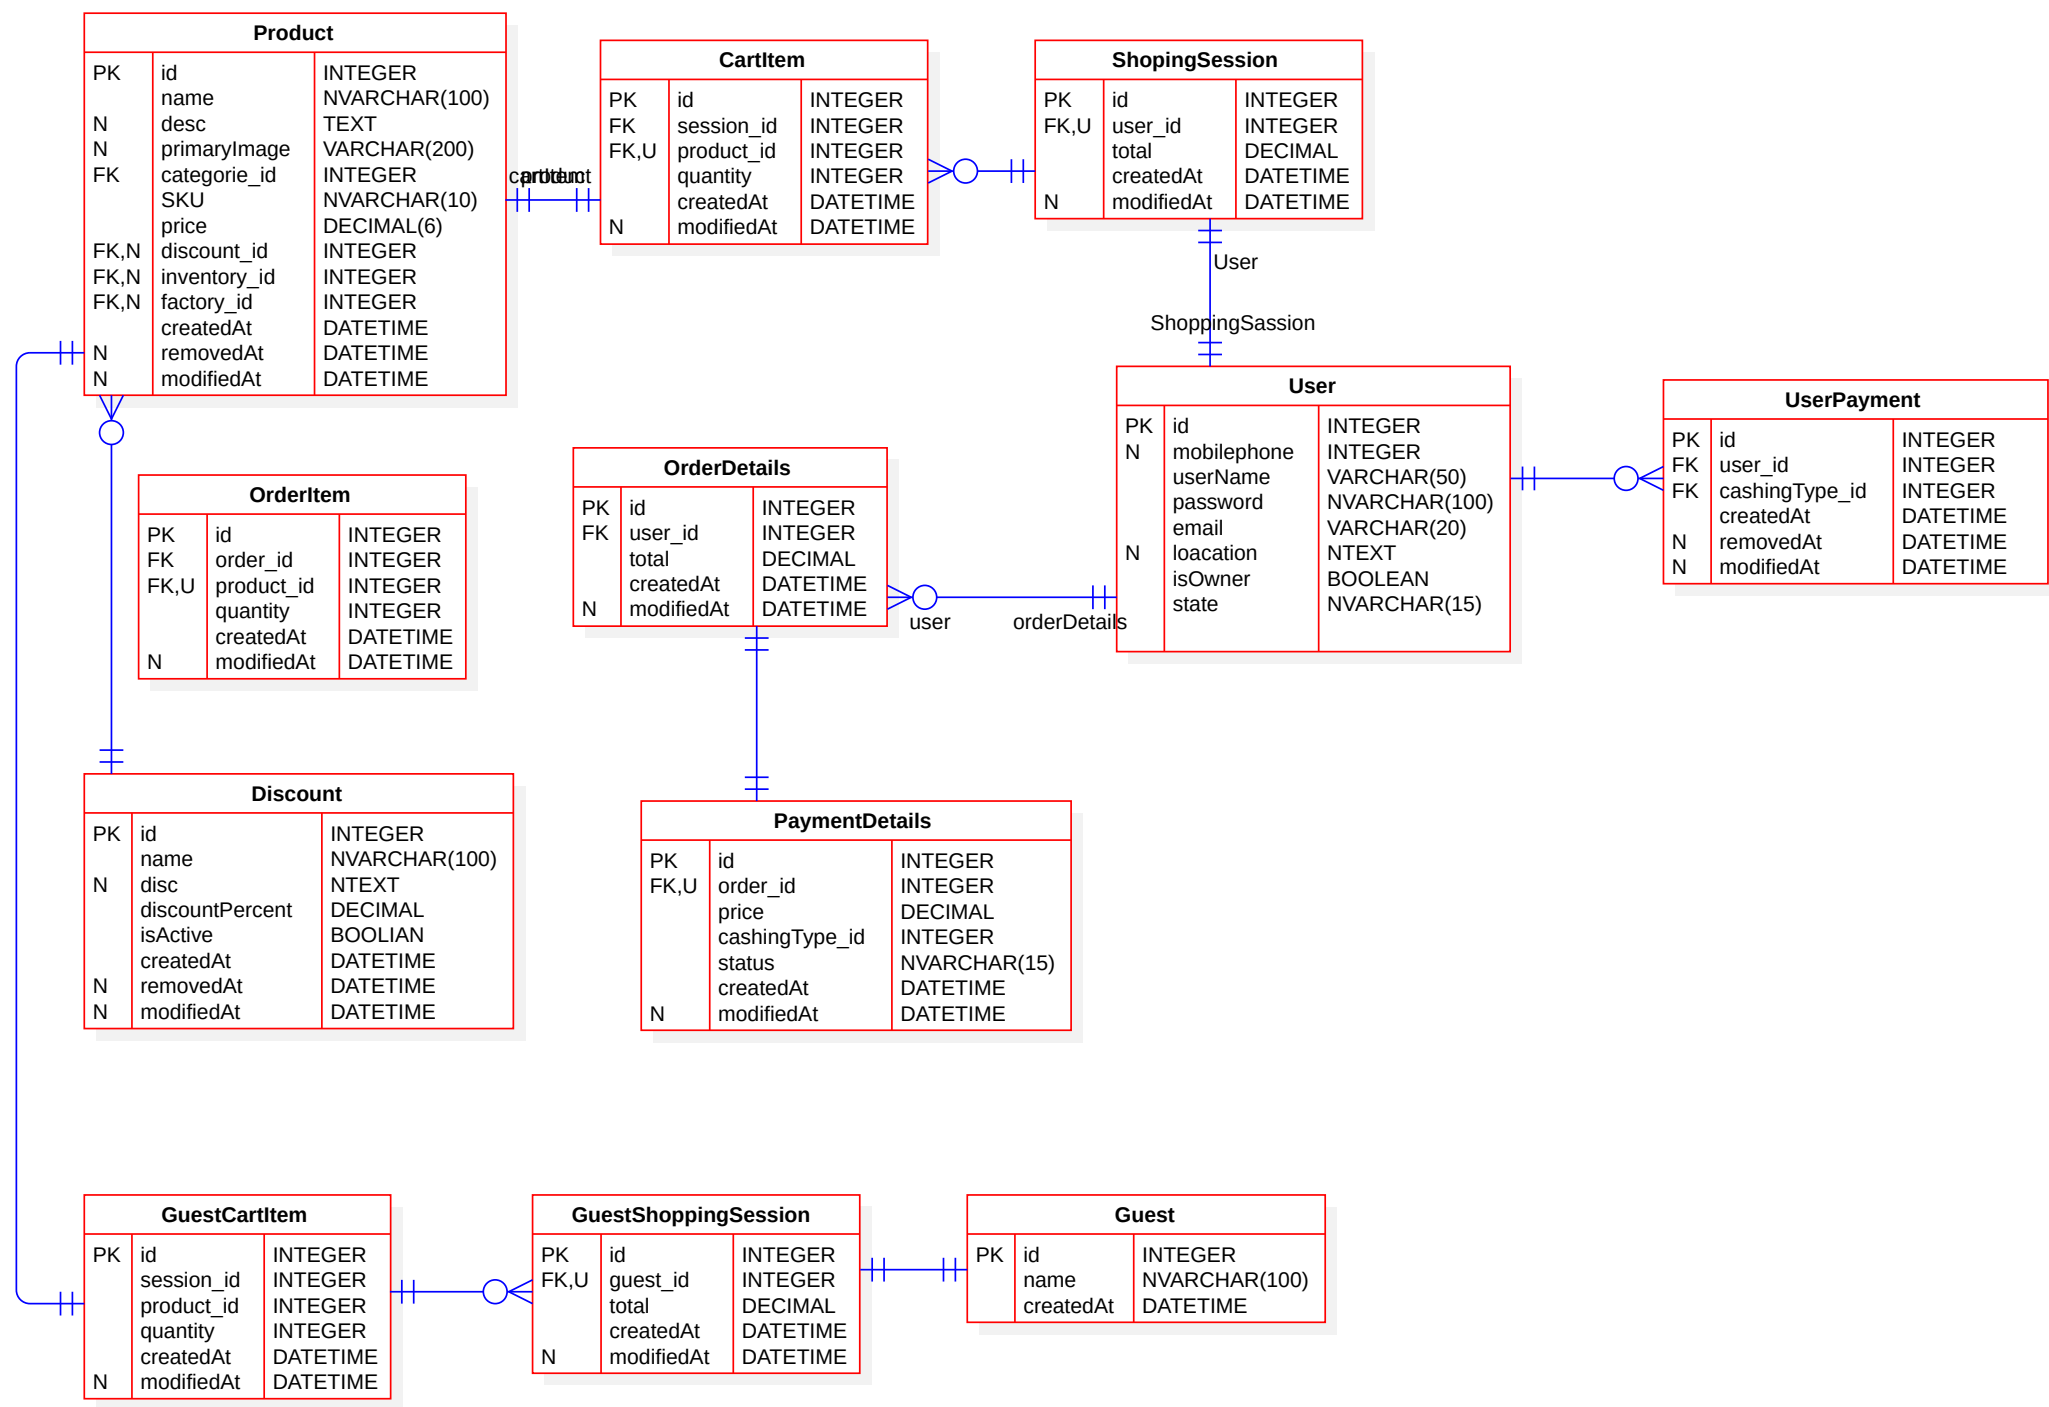 Product
PK id INTEGER
name NVARCHAR(100)
N desc TEXT
N primaryImage VARCHAR(200)
FK categorie_id INTEGER
SKU NVARCHAR(10)
price DECIMAL(6)
FK,N discount_id INTEGER
FK,N inventory_id INTEGER
FK,N factory_id INTEGER
createdAt DATETIME
N removedAt DATETIME
N modifiedAt DATETIME
cartItem
product
CartItem
PK id INTEGER
FK session_id INTEGER
FK,U product_id INTEGER
quantity INTEGER
createdAt DATETIME
N modifiedAt DATETIME
ShopingSession
PK id INTEGER
FK,U user_id INTEGER
total DECIMAL
createdAt DATETIME
N modifiedAt DATETIME
User
ShoppingSassion
User
PK id INTEGER
N mobilephone INTEGER
userName VARCHAR(50)
password NVARCHAR(100)
email VARCHAR(20)
N loacation NTEXT
isOwner BOOLEAN
state NVARCHAR(15)
UserPayment
PK id INTEGER
FK user_id INTEGER
FK cashingType_id INTEGER
createdAt DATETIME
N removedAt DATETIME
N modifiedAt DATETIME
OrderItem
PK id INTEGER
FK order_id INTEGER
FK,U product_id INTEGER
quantity INTEGER
createdAt DATETIME
N modifiedAt DATETIME
OrderDetails
PK id INTEGER
FK user_id INTEGER
total DECIMAL
createdAt DATETIME
N modifiedAt DATETIME
user
orderDetails
Discount
PK id INTEGER
name NVARCHAR(100)
N disc NTEXT
discountPercent DECIMAL
isActive BOOLIAN
createdAt DATETIME
N removedAt DATETIME
N modifiedAt DATETIME
PaymentDetails
PK id INTEGER
FK,U order_id INTEGER
price DECIMAL
cashingType_id INTEGER
status NVARCHAR(15)
createdAt DATETIME
N modifiedAt DATETIME
GuestCartItem
PK id INTEGER
session_id INTEGER
product_id INTEGER
quantity INTEGER
createdAt DATETIME
N modifiedAt DATETIME
GuestShoppingSession
PK id INTEGER
FK,U guest_id INTEGER
total DECIMAL
createdAt DATETIME
N modifiedAt DATETIME
Guest
PK id INTEGER
name NVARCHAR(100)
createdAt DATETIME